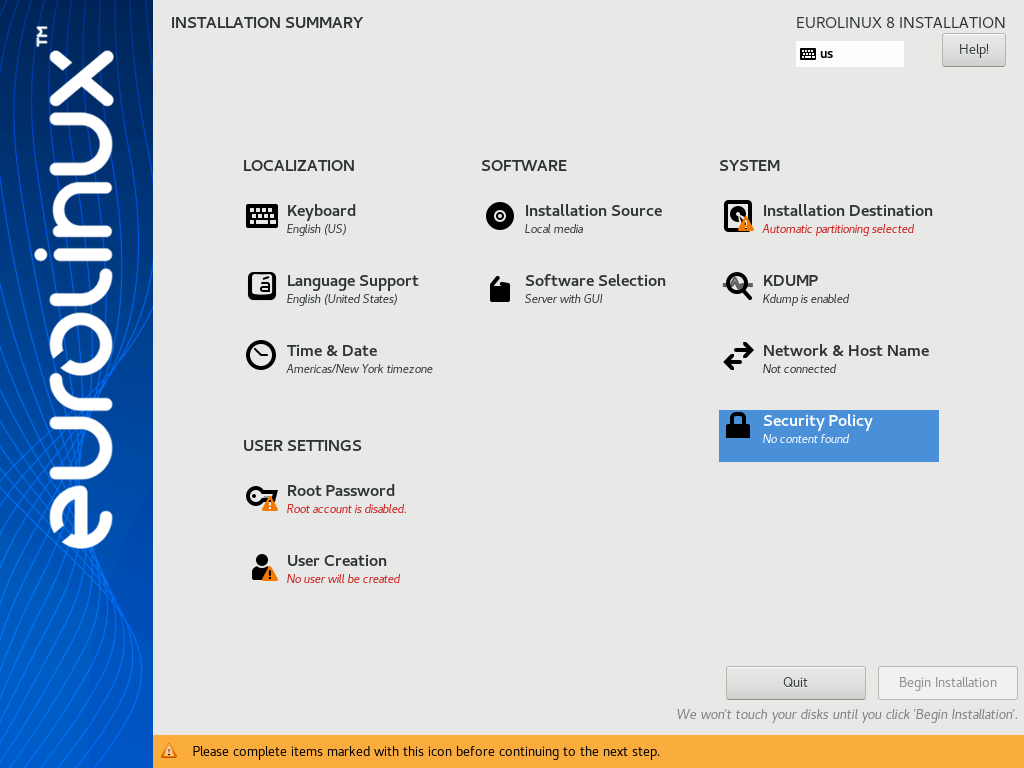 eurolinux™
INSTALLATION SUMMARY
EUROLINUX 8 INSTALLATION
us
Help!
LOCALIZATION
Keyboard
English (US)
Language Support
English (United States)
Time & Date
Americas/New York timezone
USER SETTINGS
Root Password
Root account is disabled.
User Creation
No user will be created
SOFTWARE
Installation Source
Local media
Software Selection
Server with GUI
SYSTEM
Installation Destination
Automatic partitioning selected
KDUMP
Kdump is enabled
Network & Host Name
Not connected
Security Policy
No content found
Quit
Begin Installation
We won't touch your disks until you click 'Begin Installation'.
Please complete items marked with this icon before continuing to the next step.